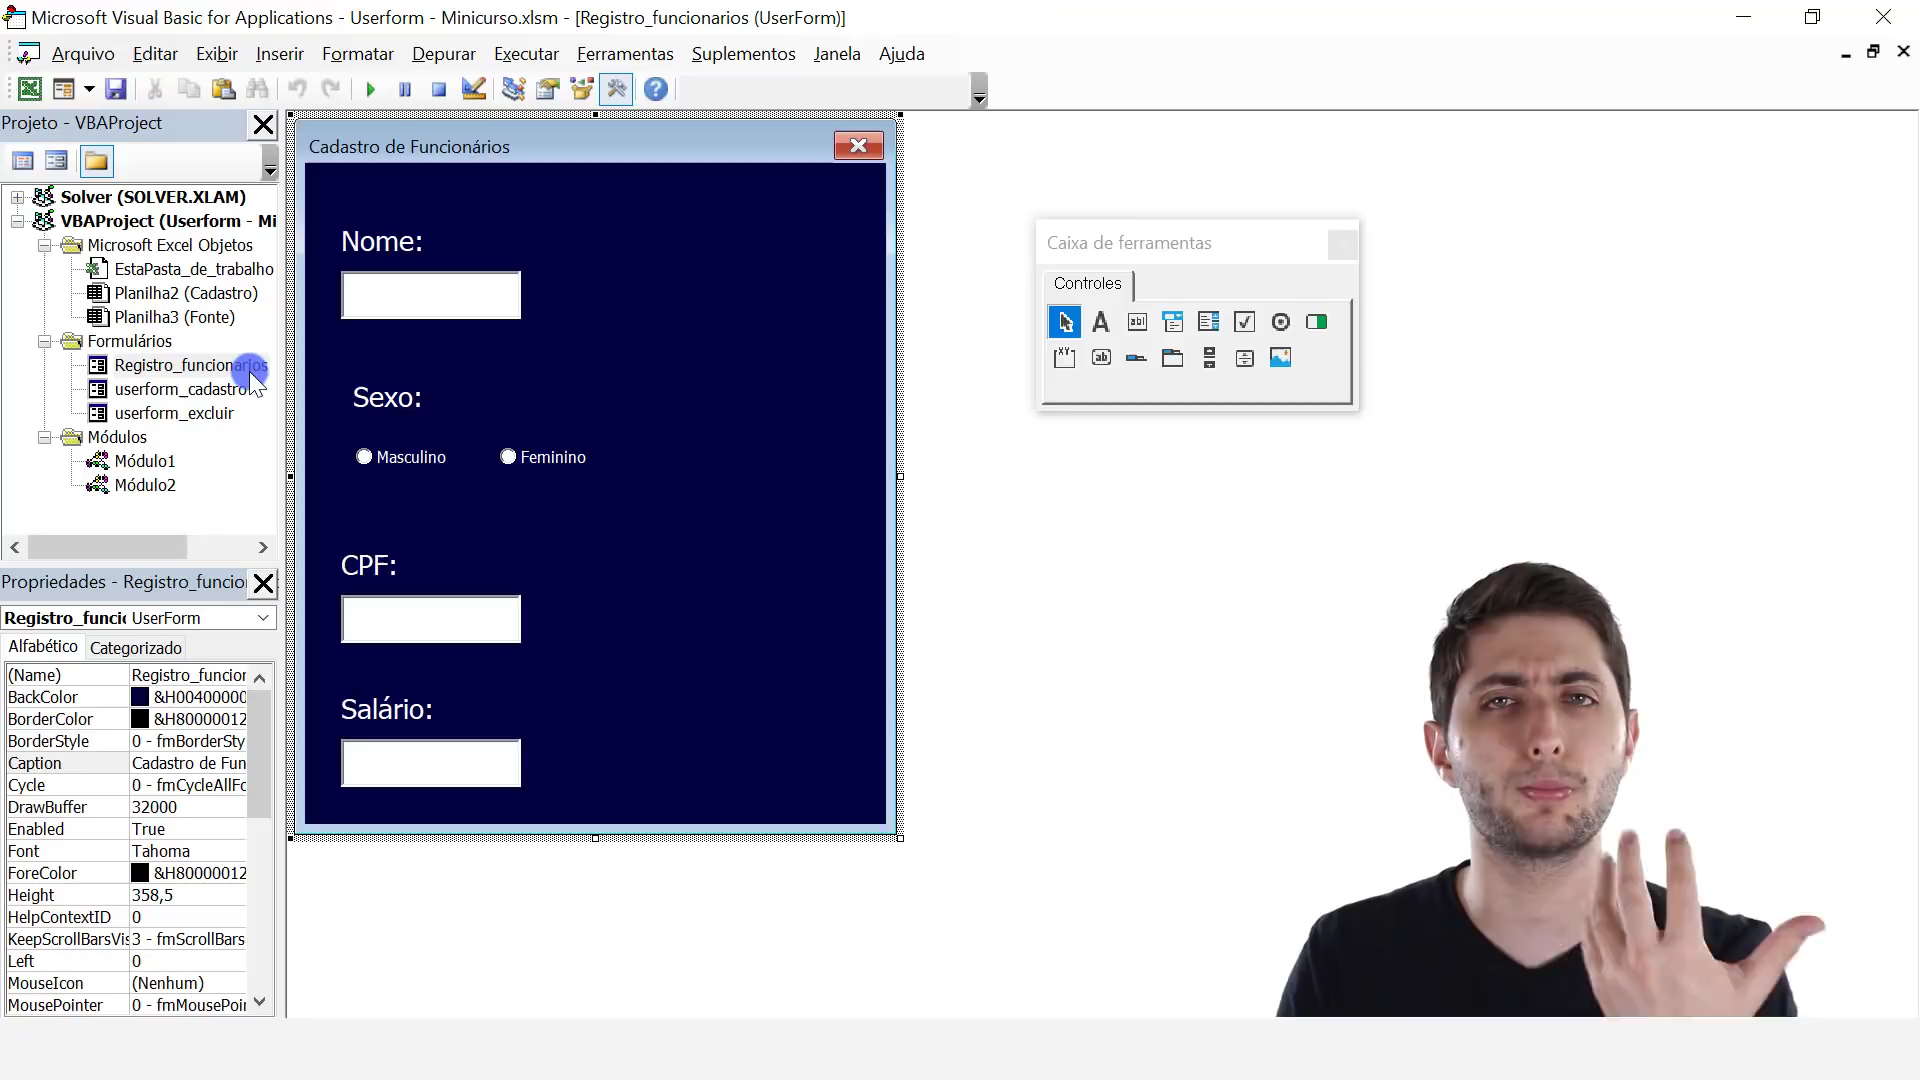 Microsoft Visual Basic for Applications - Userform - Minicurso.xlsm - [Registro_funcionarios (UserForm)]
Arquivo Editar Exibir Inserir Formatar Depurar Executar Ferramentas Suplementos Janela Ajuda
Projeto - VBAProject
Solver (SOLVER.XLAM)
VBAProject (Userform - Mi
Microsoft Excel Objetos
EstaPasta_de_trabalho
Planilha2 (Cadastro)
Planilha3 (Fonte)
Formulários
Registro_funcionarios
userform_cadastro
userform_excluir
Módulos
Módulo1
Módulo2
Propriedades - Registro_funcio
Registro_funcio UserForm
Alfabético Categorizado
(Name) Registro_funcior
BackColor &H00400000
BorderColor &H80000012
BorderStyle 0 - fmBorderSty
Caption Cadastro de Fun
Cycle 0 - fmCycleAllFo
DrawBuffer 32000
Enabled True
Font Tahoma
ForeColor &H80000012
Height 358,5
HelpContextID 0
KeepScrollBarsVis 3 - fmScrollBars
Left 0
MouseIcon (Nenhum)
MousePointer 0 - fmMousePoin
Cadastro de Funcionários
Nome:
Sexo:
Masculino Feminino
CPF:
Salário:
Caixa de ferramentas
Controles